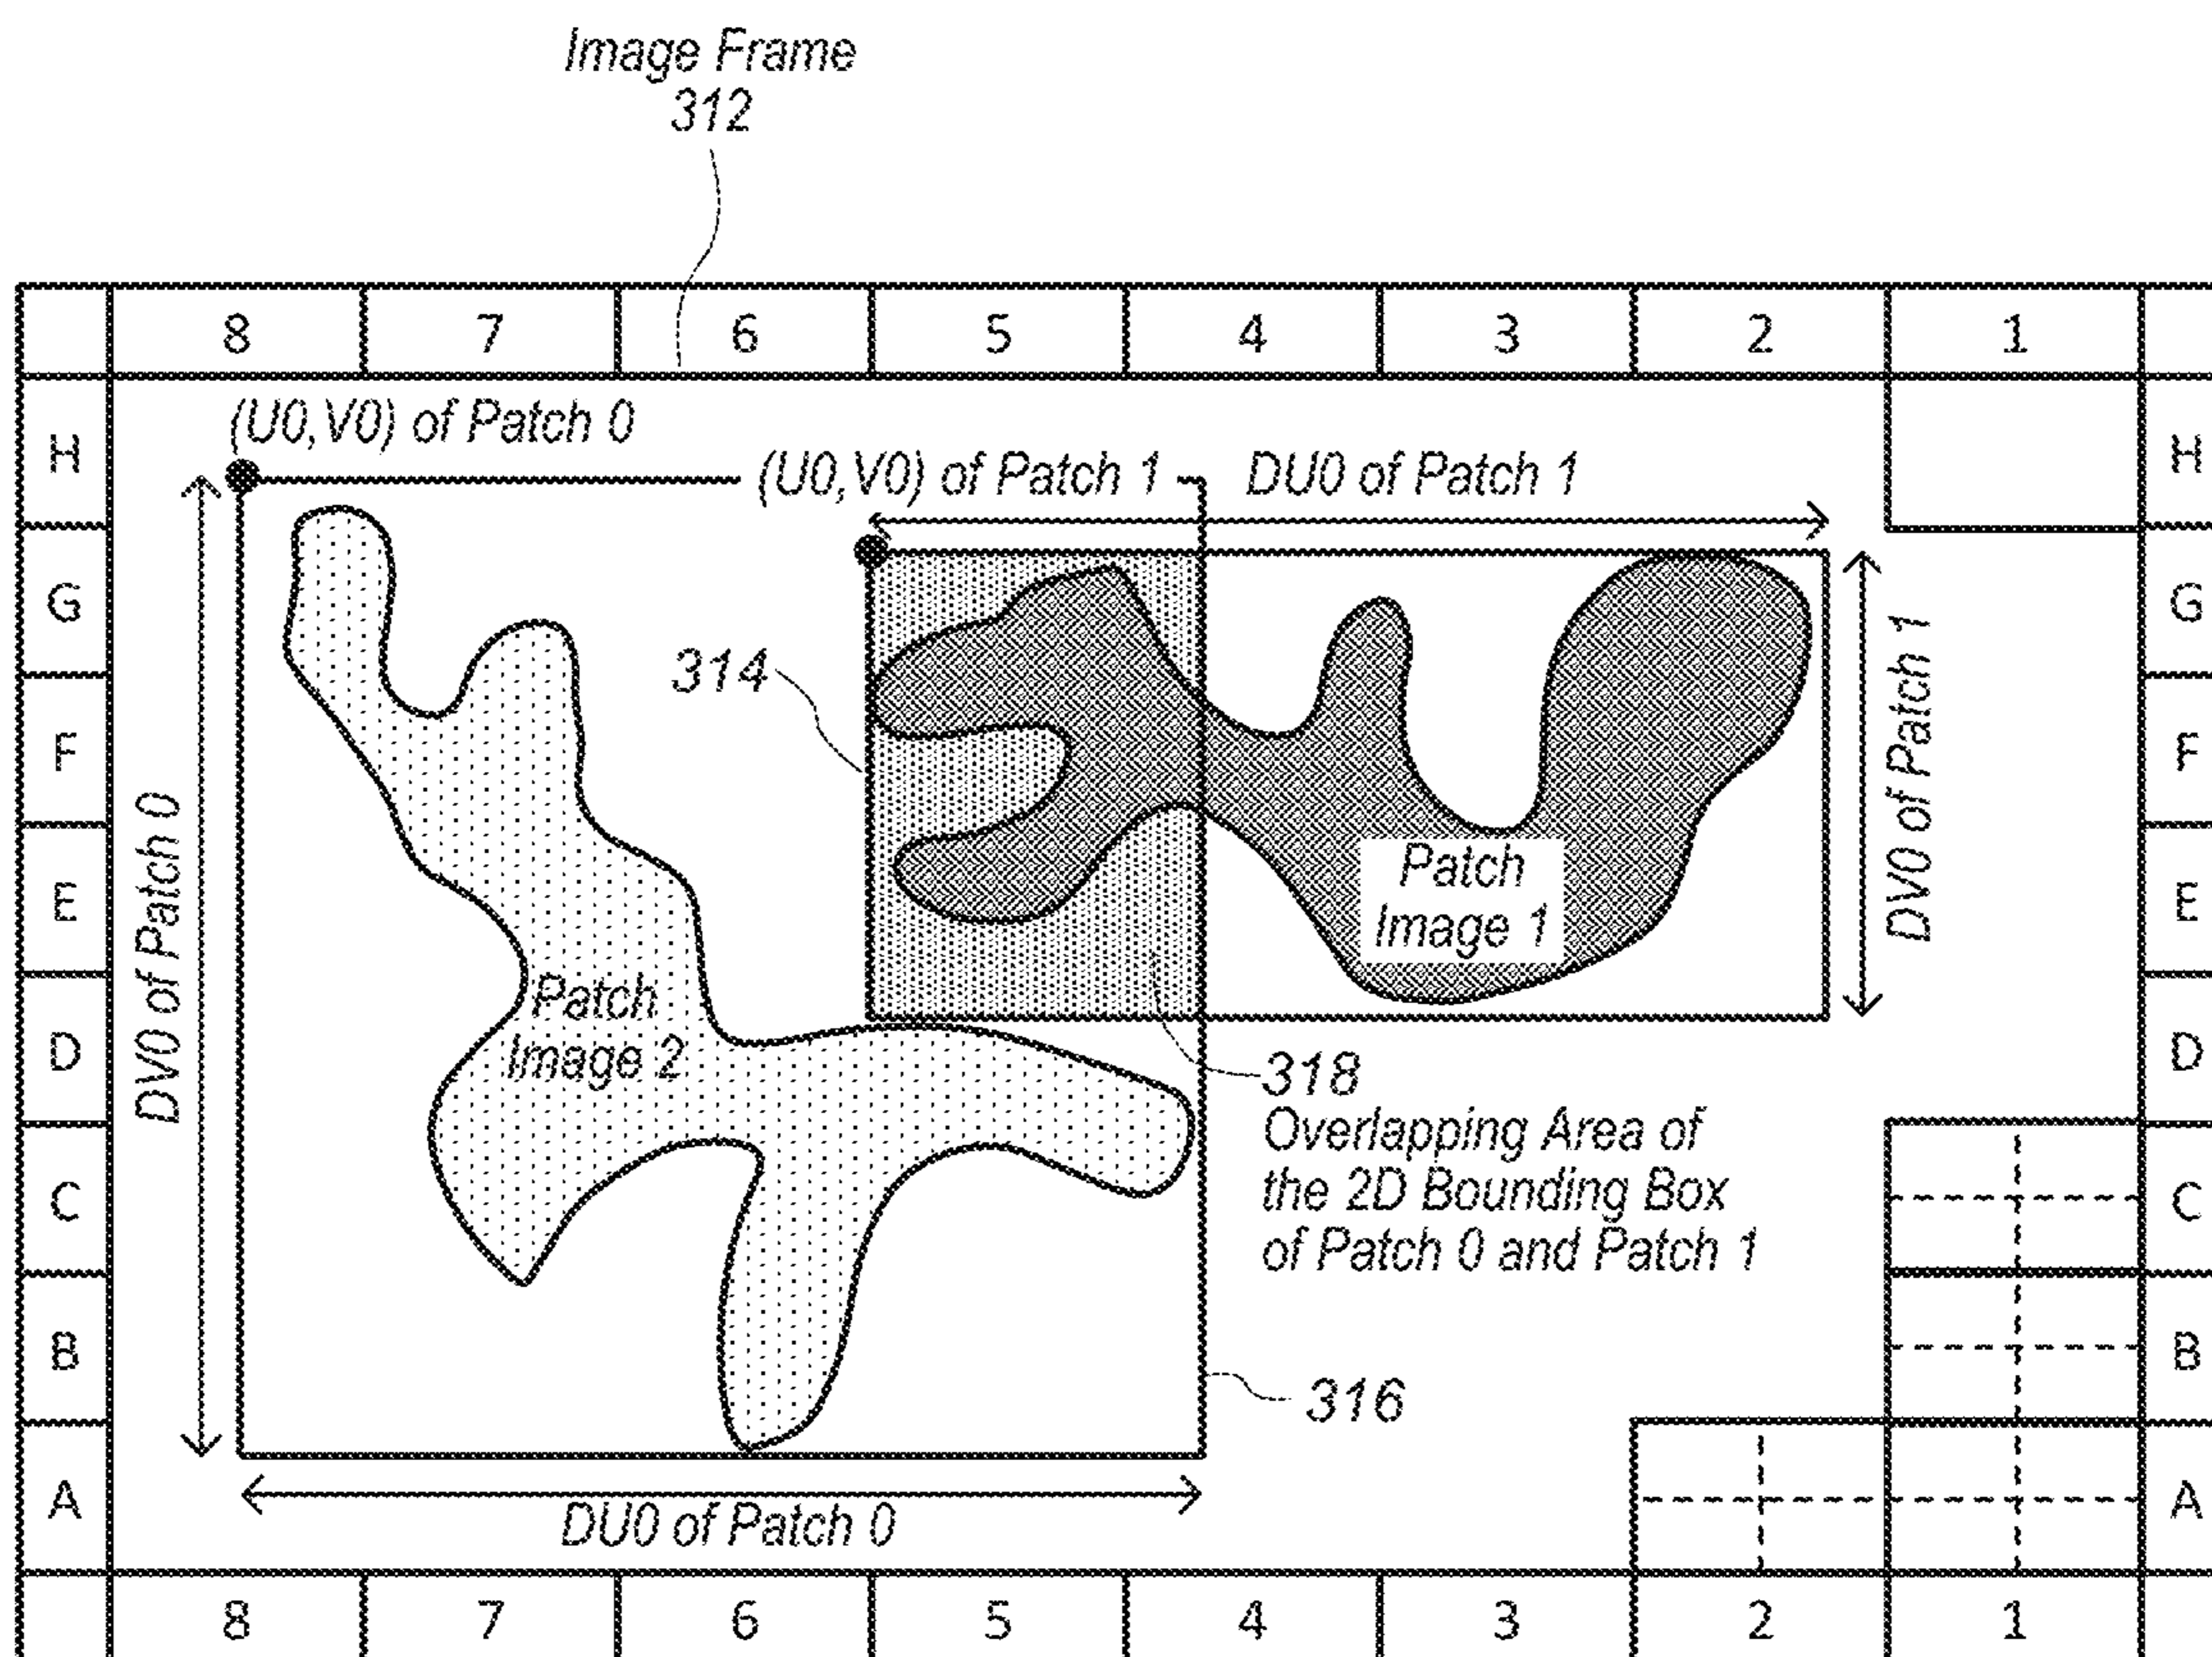 Image Frame
312
8 7 6 5 4 3 2 1
(U0,V0) of Patch 0
H H
(U0,V0) of Patch 1 DU0 of Patch 1
G G
DV0 of Patch 1
314
F F
DV0 of Patch 0
E E
Patch
Image 1
Patch
Image 2
D D
318
Overlapping Area of
the 2D Bounding Box
of Patch 0 and Patch 1
C C
B B
316
A A
DU0 of Patch 0
8 7 6 5 4 3 2 1